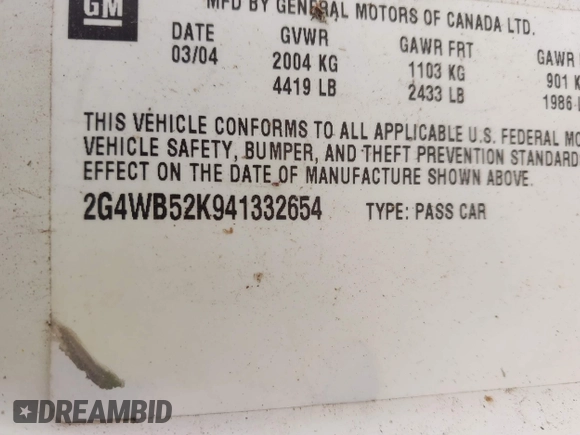 GM
MFD BY GENERAL MOTORS OF CANADA LTD.
DATE GVWR GAWR FRT GAWR
03/04 2004 KG 1103 KG 901 K
4419 LB 2433 LB 1986
THIS VEHICLE CONFORMS TO ALL APPLICABLE U.S. FEDERAL MO
VEHICLE SAFETY, BUMPER, AND THEFT PREVENTION STANDARD
EFFECT ON THE DATE OF MANUFACTURE SHOWN ABOVE.
2G4WB52K941332654 TYPE: PASS CAR
DREAMBID